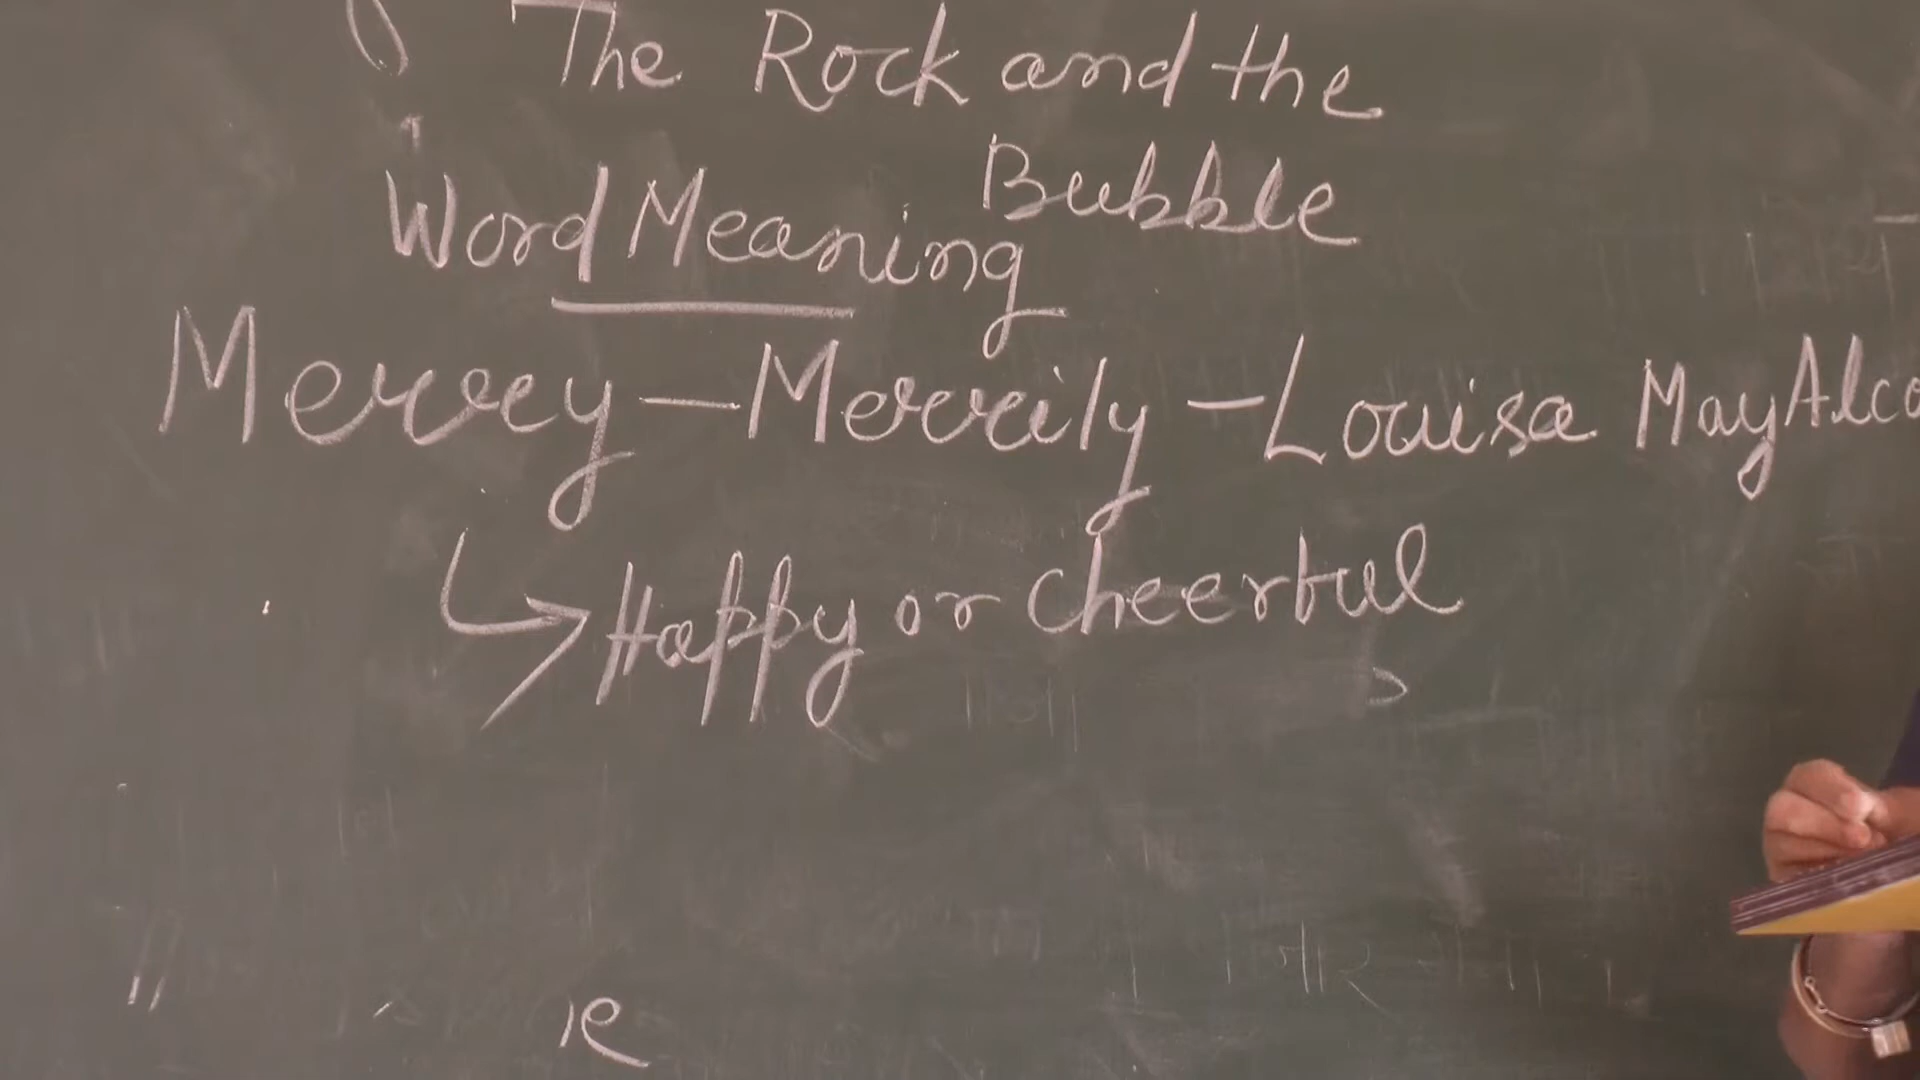 The Rock and the
Bubble
Word Meaning
Merry — Merrily — Louisa May Alco
Happy or Cheerful